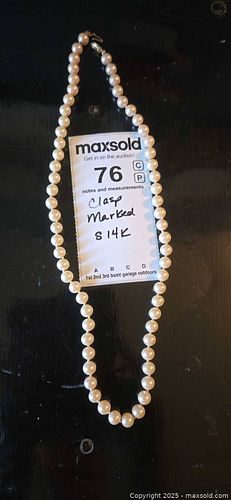 maxsold
Get in on the auction!
76
C
P
notes and measurements
Clasp
Marked
S 14K
A B C D
1st 2nd 3rd bsmt garage outdoors
Copyright 2025 - maxsold.com